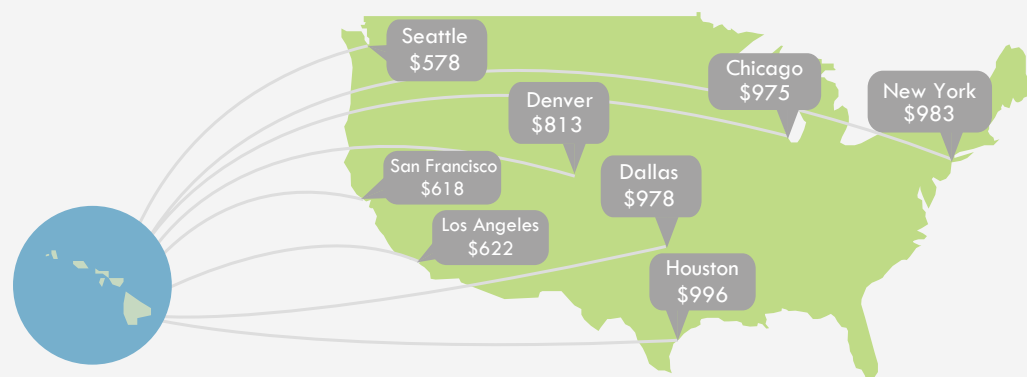 Seattle
$578
Chicago
$975
New York
$983
Denver
$813
San Francisco
$618
Dallas
$978
Los Angeles
$622
Houston
$996